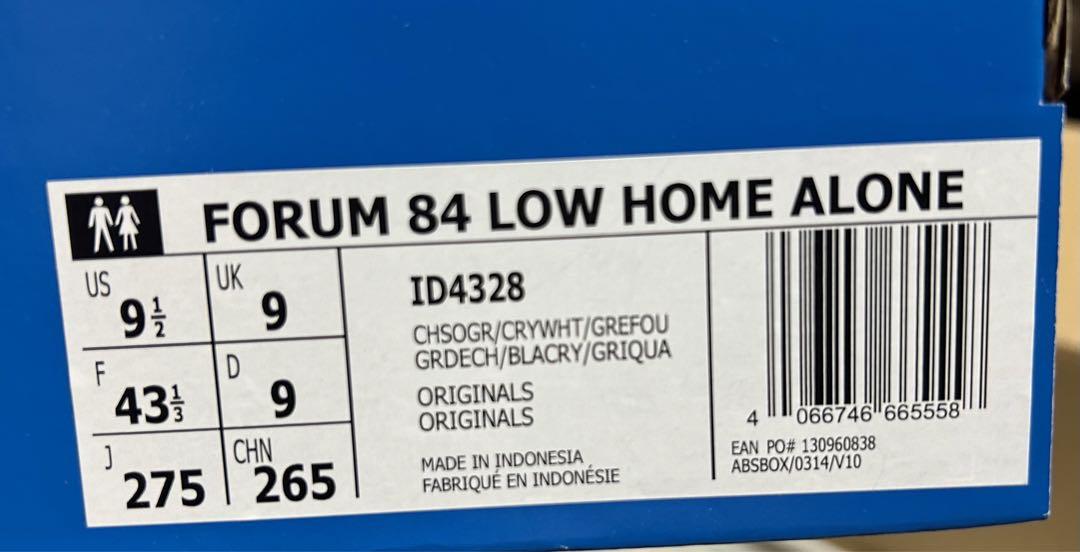 FORUM 84 LOW HOME ALONE
US 9½
UK 9
F 43⅓
D 9
J 275
CHN 265
ID4328
CHSOGR/CRYWHT/GREFOU
GRDECH/BLACRY/GRIQUA
ORIGINALS
ORIGINALS
MADE IN INDONESIA
FABRIQUÉ EN INDONÉSIE
4 066746 665558
EAN PO# 130960838
ABSBOX/0314/V10